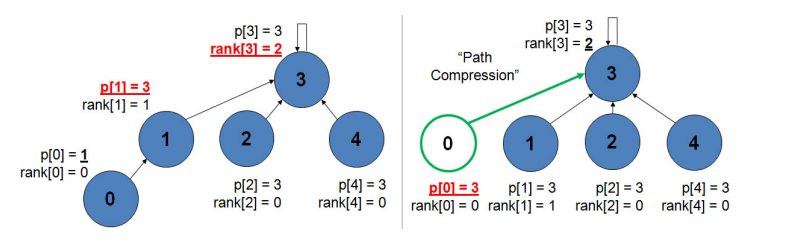 p[3] = 3
rank[3] = 2
3
p[1] = 3
rank[1] = 1
1
2
4
p[0] = 1
rank[0] = 0
0
p[2] = 3
rank[2] = 0
p[4] = 3
rank[4] = 0
p[3] = 3
rank[3] = 2
“Path
Compression”
3
0
1
2
4
p[0] = 3
rank[0] = 0
p[1] = 3
rank[1] = 1
p[2] = 3
rank[2] = 0
p[4] = 3
rank[4] = 0